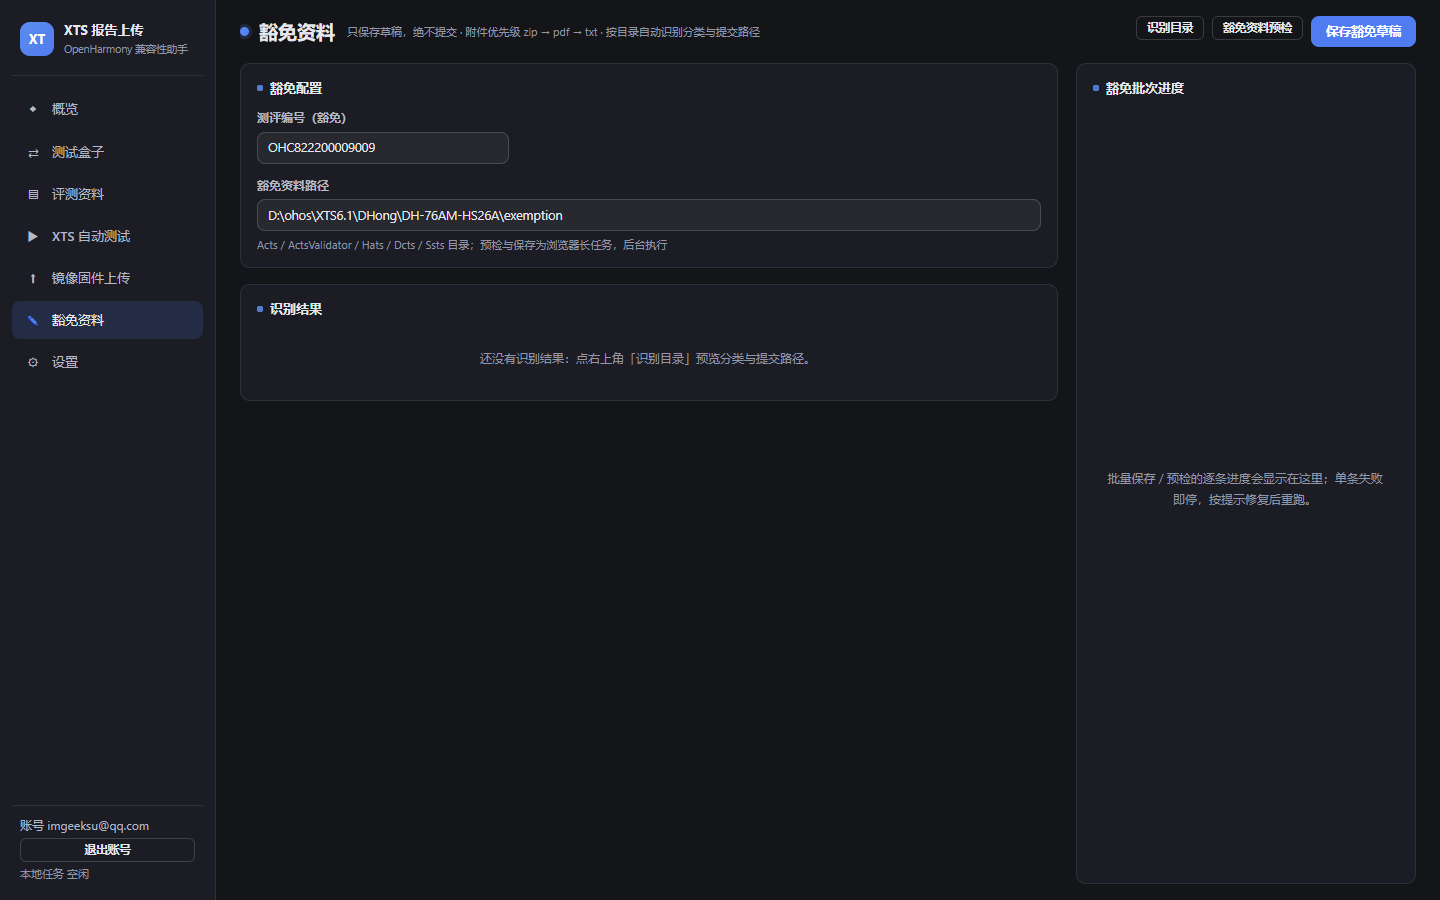 XT
XTS 报告上传
OpenHarmony 兼容性助手
概览
测试盒子
评测资料
XTS 自动测试
镜像固件上传
豁免资料
设置
账号 imgeeksu@qq.com
退出账号
本地任务 空闲
豁免资料
只保存草稿，绝不提交 · 附件优先级 zip → pdf → txt · 按目录自动识别分类与提交路径
识别目录
豁免资料预检
保存豁免草稿
豁免配置
测评编号（豁免）
OHC822200009009
豁免资料路径
D:\ohos\XTS6.1\DHong\DH-76AM-HS26A\exemption
Acts / ActsValidator / Hats / Dcts / Ssts 目录；预检与保存为浏览器长任务，后台执行
识别结果
还没有识别结果：点右上角「识别目录」预览分类与提交路径。
豁免批次进度
批量保存 / 预检的逐条进度会显示在这里；单条失败
即停，按提示修复后重跑。